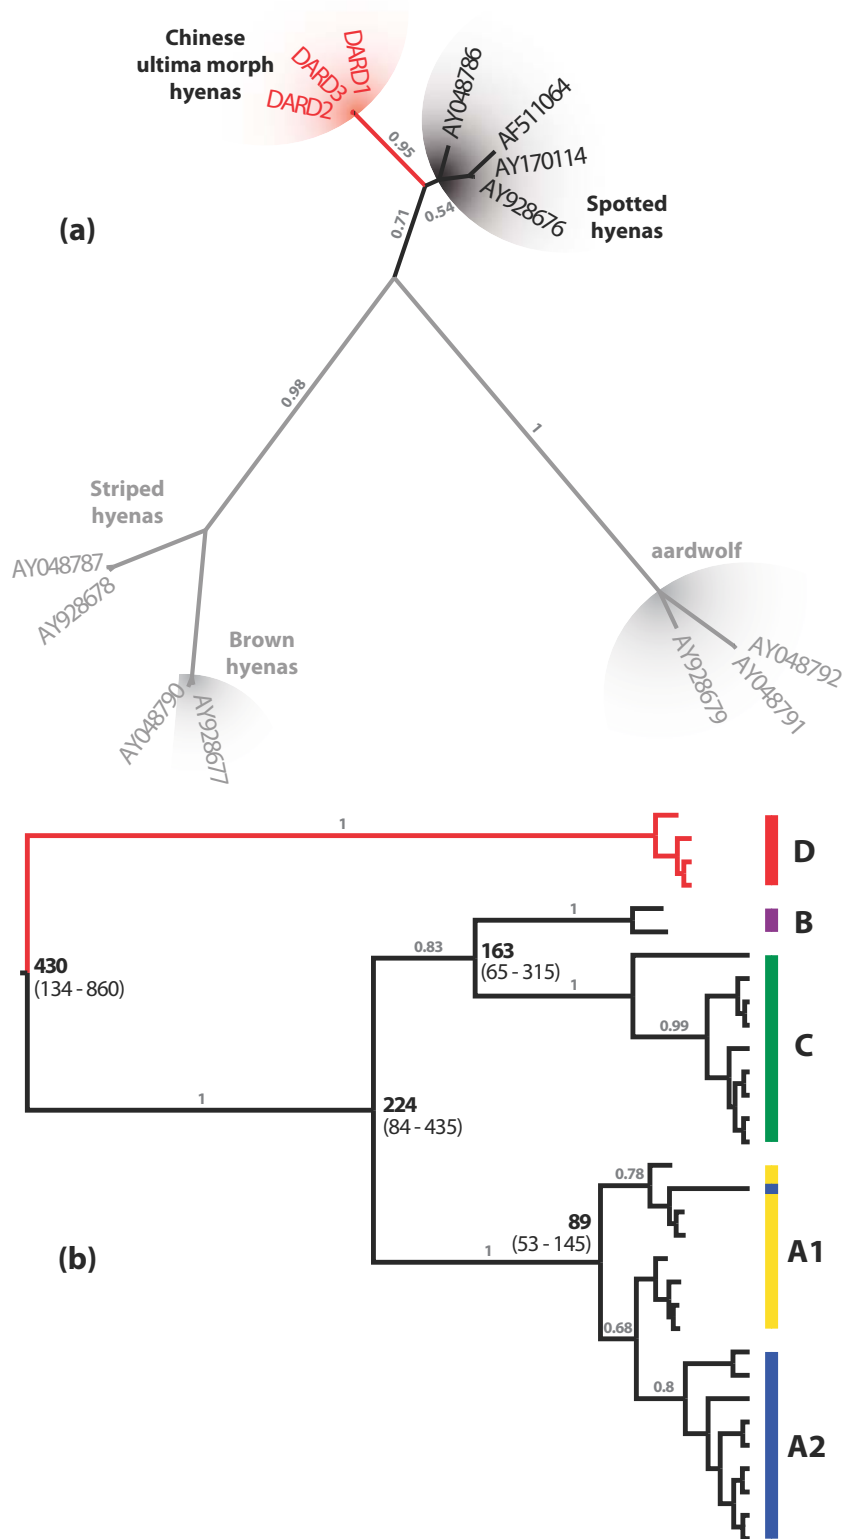 Chinese
ultima morph
hyenas
DARD1
DARD3
DARD2
0.95
AY048786
AF511064
AY170114
AY928676
Spotted
hyenas
0.54
0.71
(a)
0.98
1
Striped
hyenas
AY048787
AY928678
Brown
hyenas
AY048790
AY928677
aardwolf
AY928679
AY048791
AY048792
1
D
1
B
0.83
163
(65 - 315)
430
(134 - 860)
1
0.99
C
1
224
(84 - 435)
0.78
89
(53 - 145)
1
(b)
A1
0.68
0.8
A2